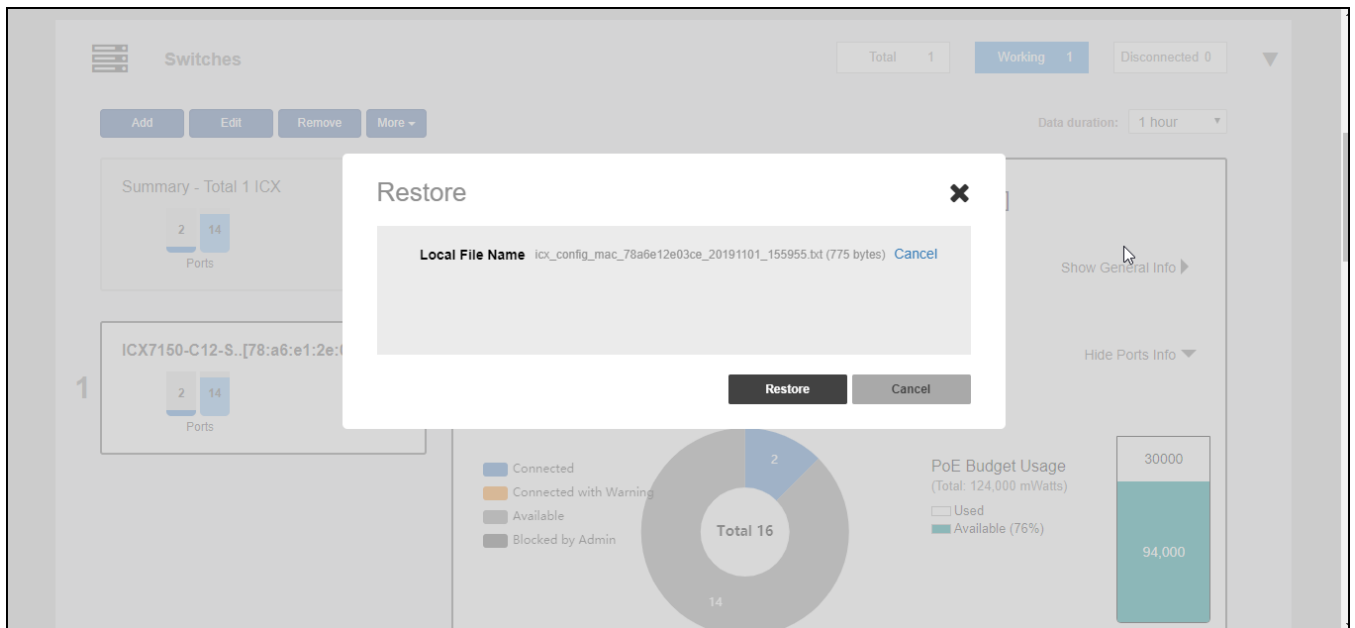 Switches
Total 1
Working 1
Disconnected 0
Add
Edit
Remove
More
Data duration: 1 hour
Summary - Total 1 ICX
2 14
Ports
Restore
Local File Name icx_config_mac_78a6e12e03ce_20191101_155955.txt (775 bytes) Cancel
Restore
Cancel
]
Show General Info
Hide Ports Info
1
ICX7150-C12-S..[78:a6:e1:2e:
2 14
Ports
Connected
Connected with Warning
Available
Blocked by Admin
2
Total 16
14
PoE Budget Usage
(Total: 124,000 mWatts)
Used
Available (76%)
30000
94,000